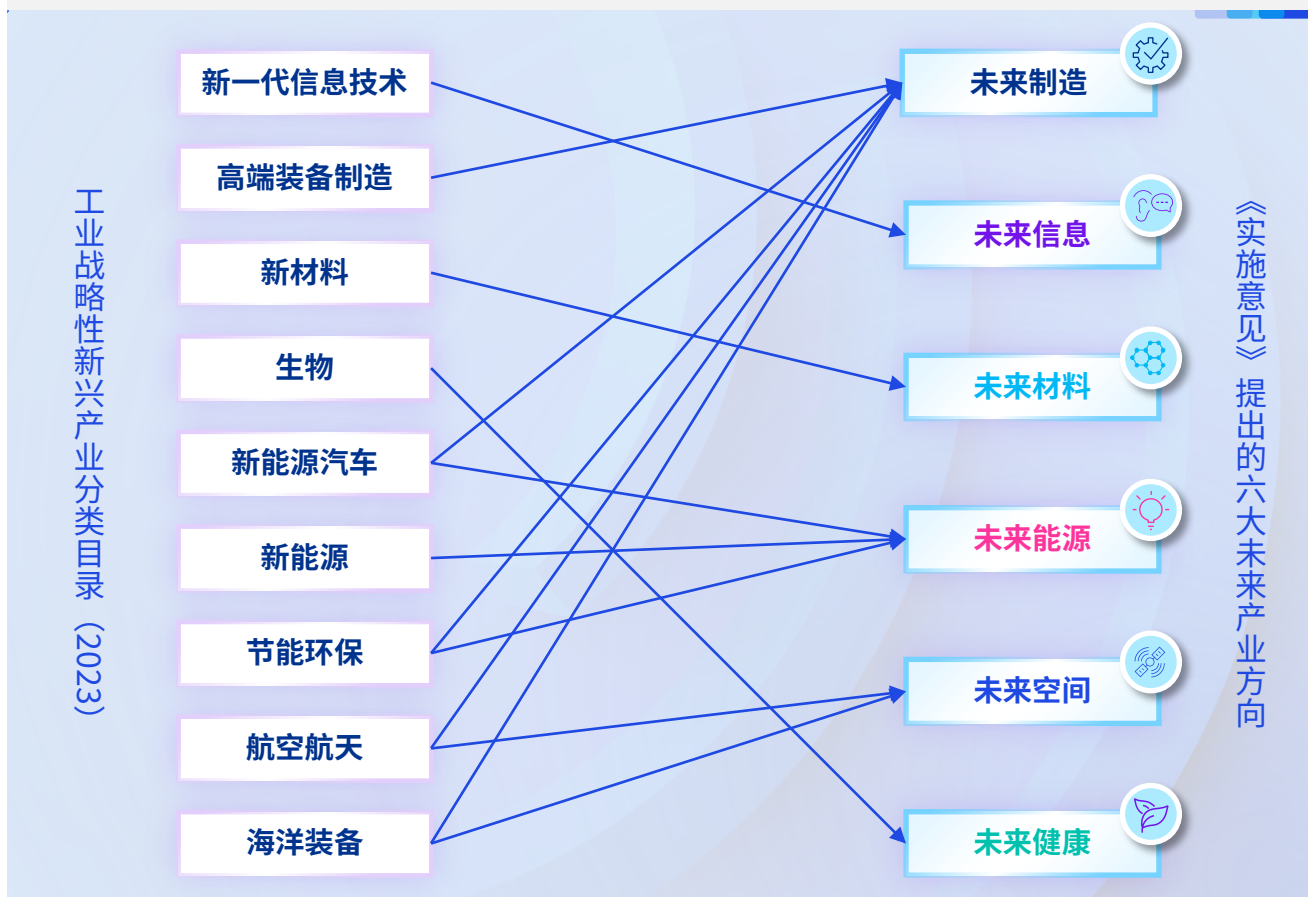 工业战略性新兴产业分类目录（2023）
新一代信息技术
高端装备制造
新材料
生物
新能源汽车
新能源
节能环保
航空航天
海洋装备
未来制造
未来信息
未来材料
未来能源
未来空间
未来健康
《实施意见》提出的六大未来产业方向